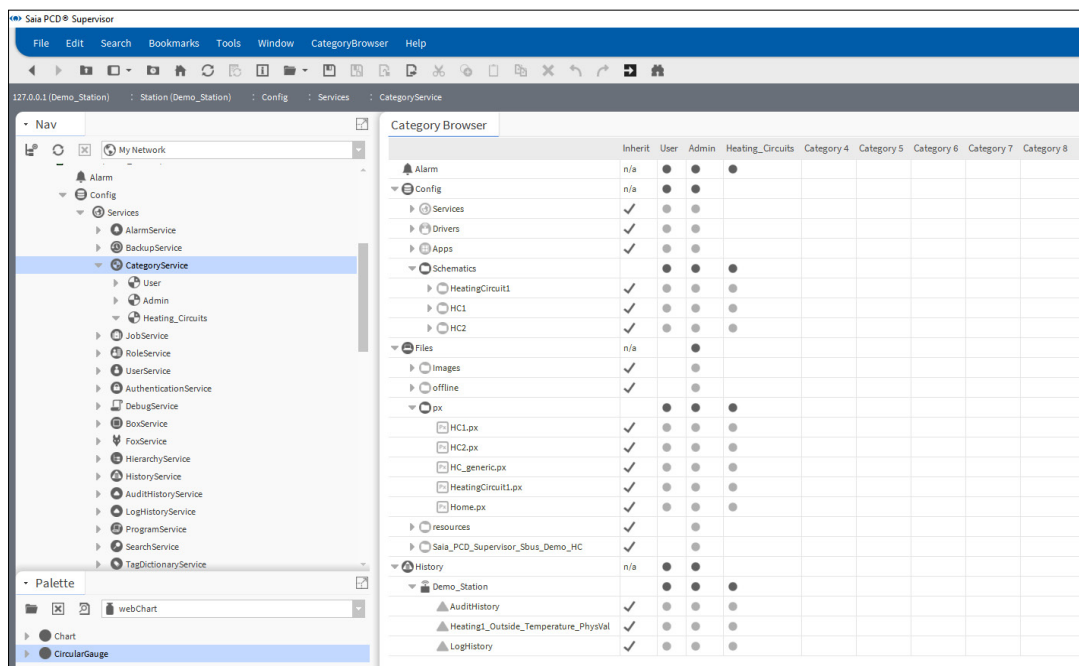 Saia PCD® Supervisor
File Edit Search Bookmarks Tools Window CategoryBrowser Help
127.0.0.1 (Demo_Station) : Station (Demo_Station) : Config : Services : CategoryService
Nav
My Network
Alarm
Config
Services
AlarmService
BackupService
CategoryService
User
Admin
Heating_Circuits
JobService
RoleService
UserService
AuthenticationService
DebugService
BoxService
FoxService
HierarchyService
HistoryService
AuditHistoryService
LogHistoryService
ProgramService
SearchService
TagDictionaryService
Palette
webChart
Chart
CircularGauge
Category Browser
Inherit User Admin Heating_Circuits Category 4 Category 5 Category 6 Category 7 Category 8
Alarm n/a
Config n/a
Services
Drivers
Apps
Schematics
HeatingCircuit1
HC1
HC2
Files n/a
Images
offline
px
Px HC1.px
Px HC2.px
Px HC_generic.px
Px HeatingCircuit1.px
Px Home.px
resources
Saia_PCD_Supervisor_Sbus_Demo_HC
History n/a
Demo_Station
AuditHistory
Heating1_Outside_Temperature_PhysVal
LogHistory